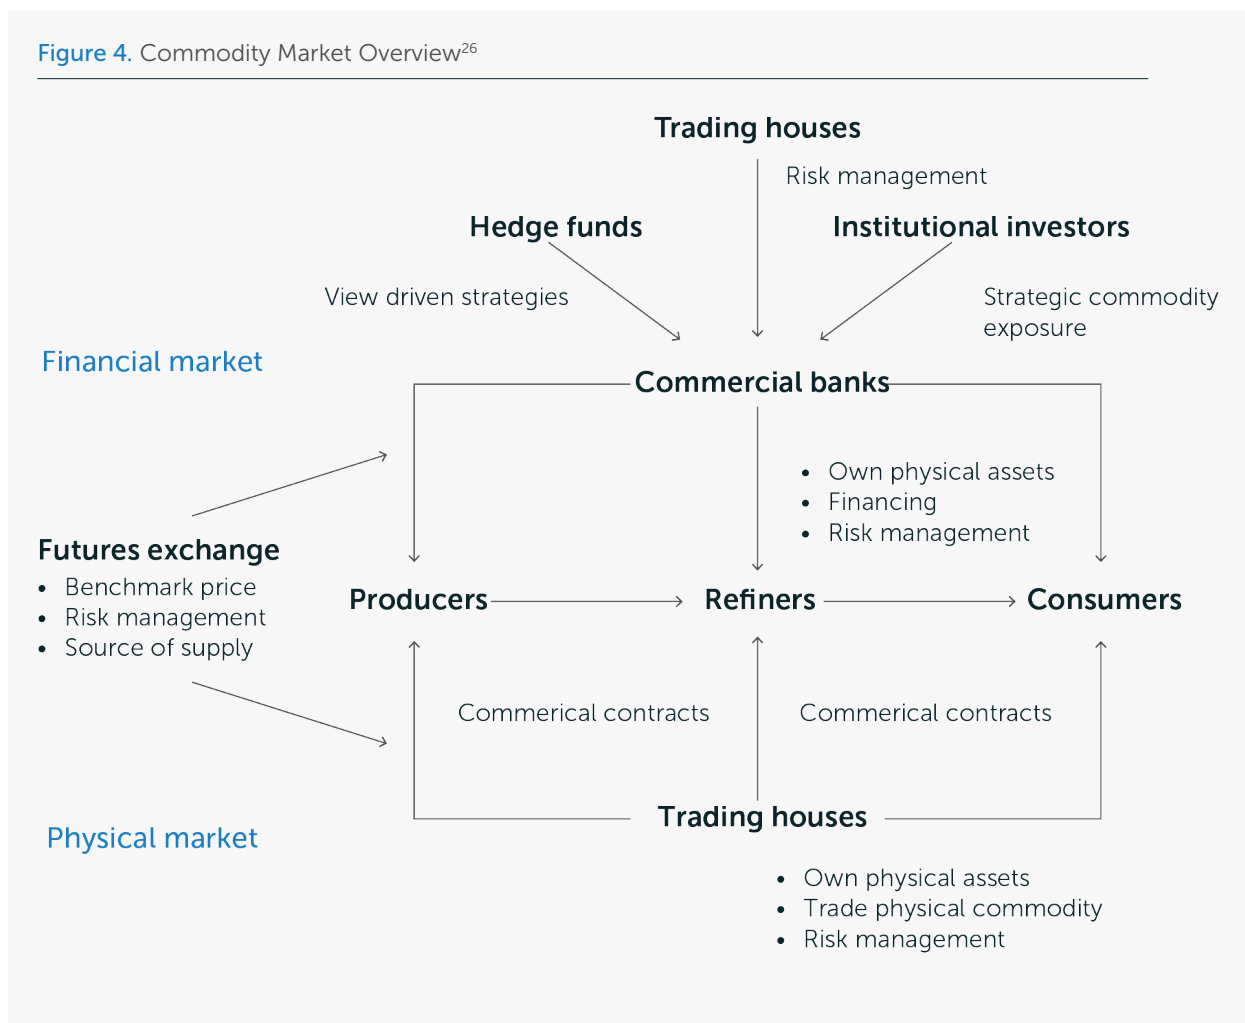 Figure 4. Commodity Market Overview26
Trading houses
Risk management
Hedge funds
Institutional investors
View driven strategies
Strategic commodity
exposure
Financial market
Commercial banks
• Own physical assets
• Financing
• Risk management
Futures exchange
• Benchmark price
• Risk management
• Source of supply
Producers
Refiners
Consumers
Commerical contracts
Commerical contracts
Trading houses
Physical market
• Own physical assets
• Trade physical commodity
• Risk management